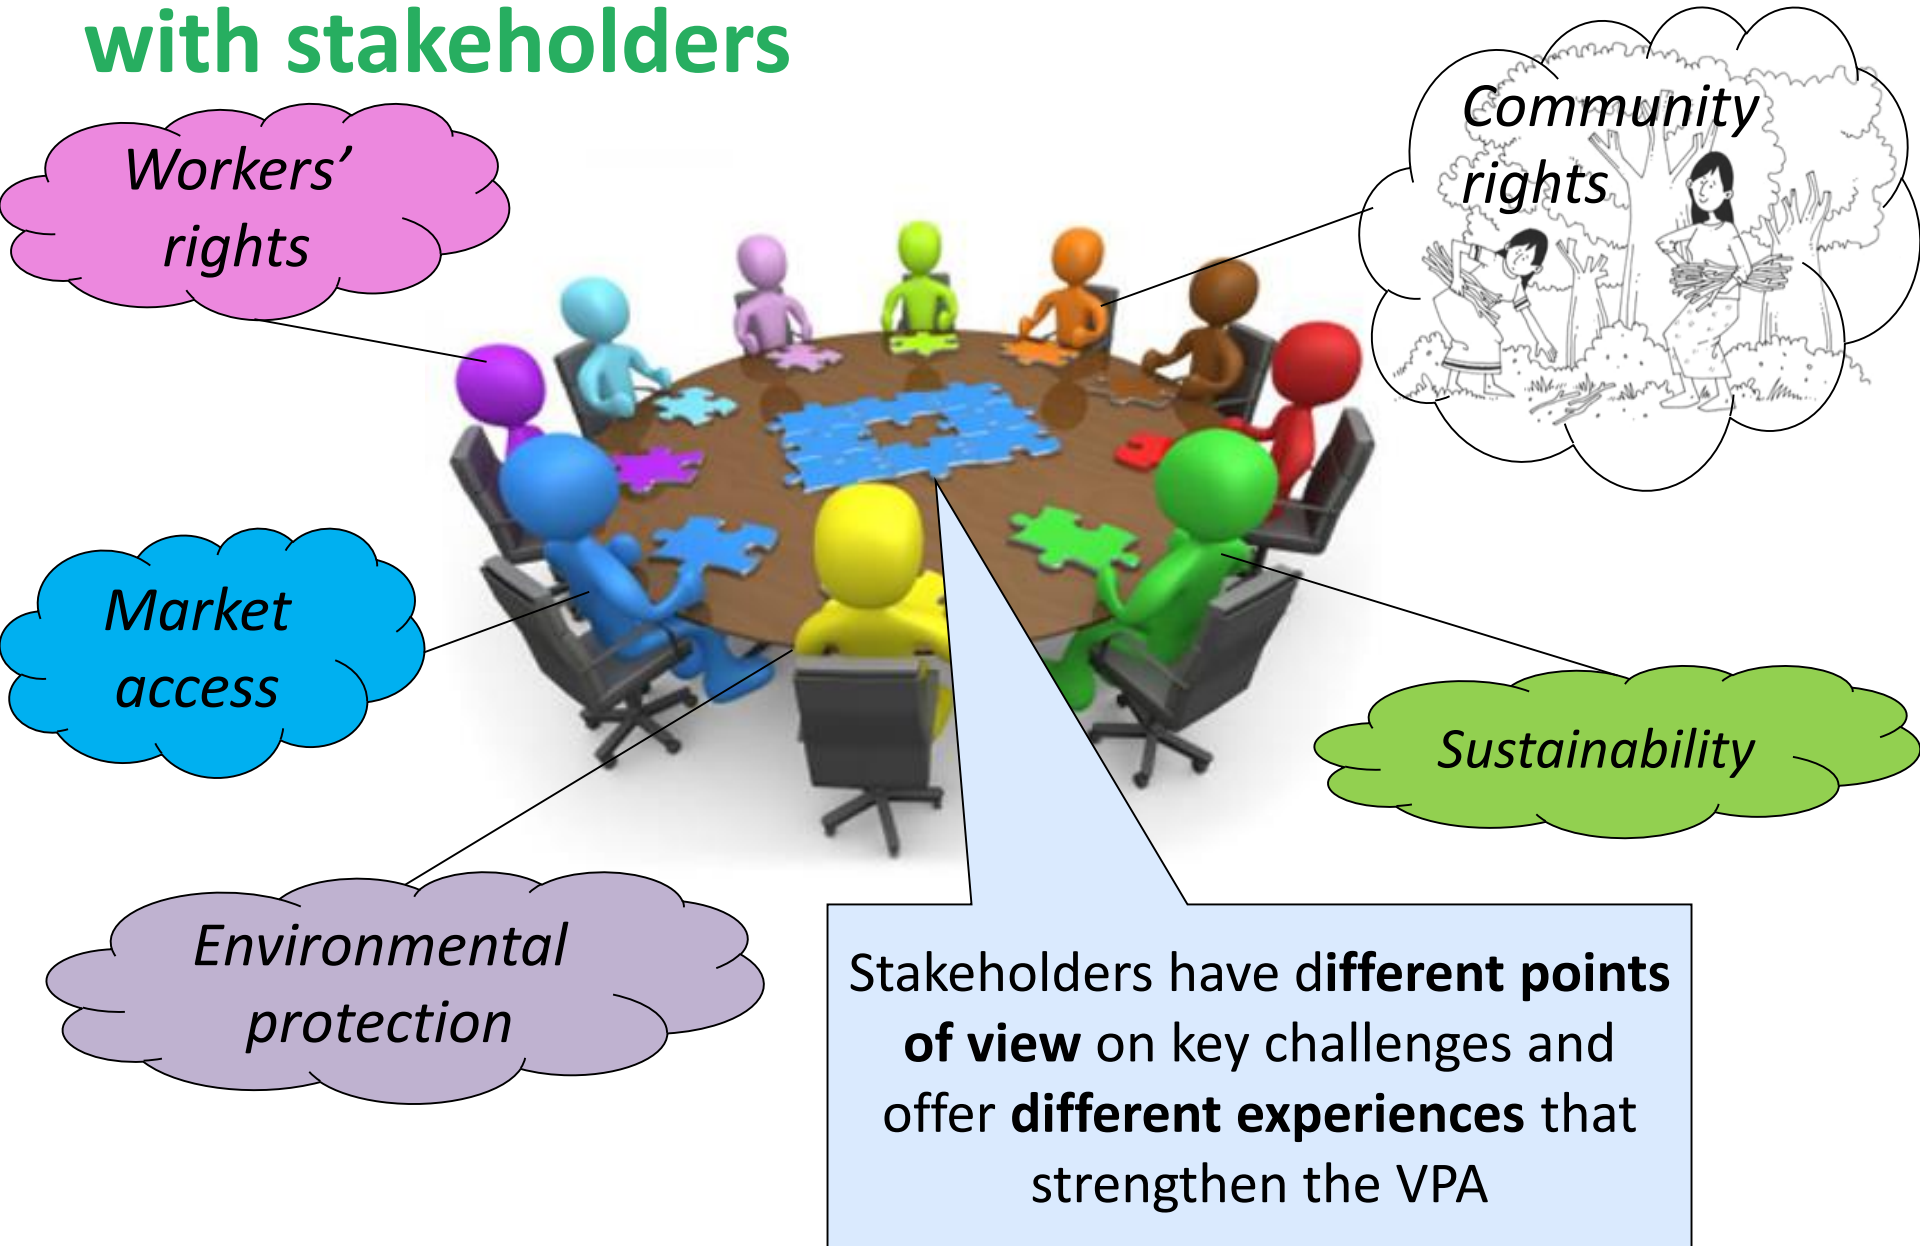 with stakeholders
Workers’
rights
Community
rights
Market
access
Sustainability
Environmental
protection
Stakeholders have different points
of view on key challenges and
offer different experiences that
strengthen the VPA